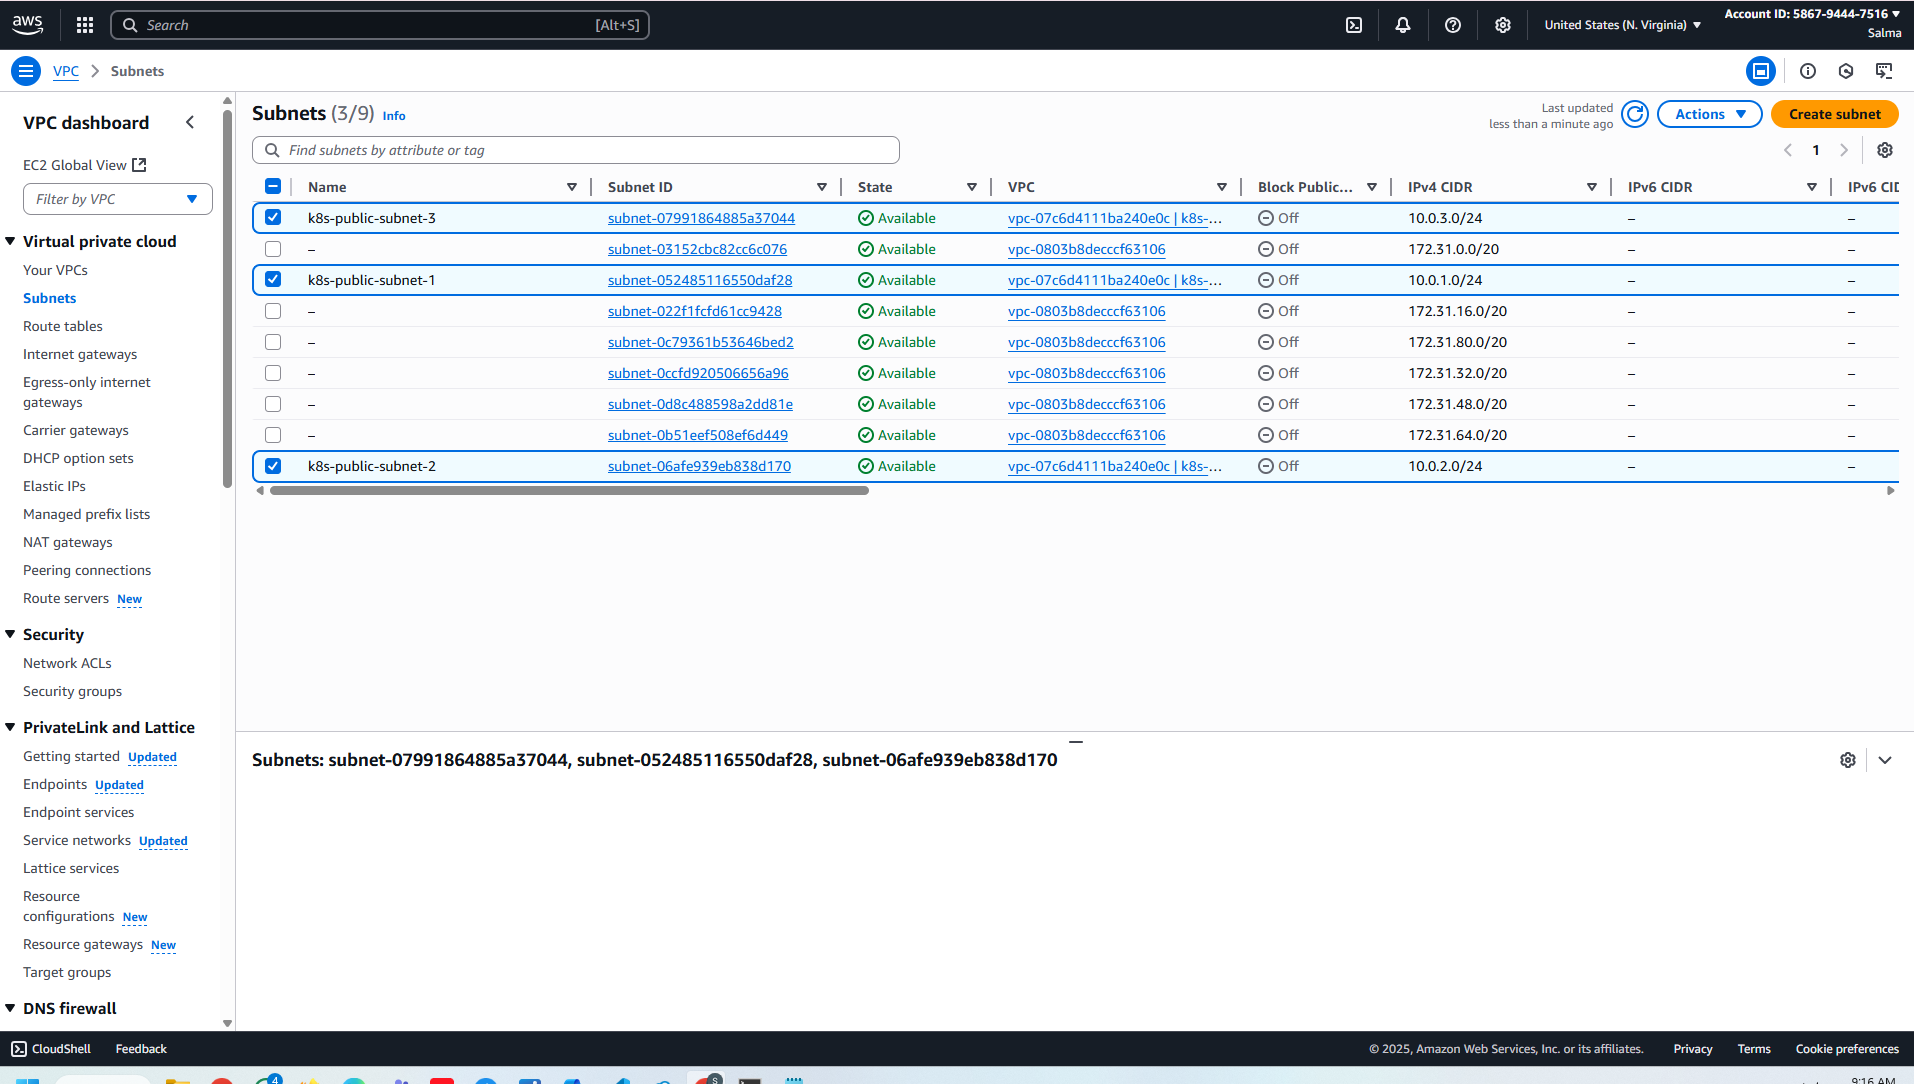 aws
Search [Alt+S]
United States (N. Virginia)
Account ID: 5867-9444-7516
Salma
VPC
Subnets
VPC dashboard
EC2 Global View
Filter by VPC
Virtual private cloud
Your VPCs
Subnets
Route tables
Internet gateways
Egress-only internet
gateways
Carrier gateways
DHCP option sets
Elastic IPs
Managed prefix lists
NAT gateways
Peering connections
Route servers New
Security
Network ACLs
Security groups
PrivateLink and Lattice
Getting started Updated
Endpoints Updated
Endpoint services
Service networks Updated
Lattice services
Resource
configurations New
Resource gateways New
Target groups
DNS firewall
Subnets (3/9) Info
Last updated
less than a minute ago
Actions
Create subnet
Find subnets by attribute or tag
1
Name Subnet ID State VPC Block Public... IPv4 CIDR IPv6 CIDR IPv6 CID
k8s-public-subnet-3 subnet-07991864885a37044 Available vpc-07c6d4111ba240e0c | k8s-... Off 10.0.3.0/24 – –
– subnet-03152cbc82cc6c076 Available vpc-0803b8decccf63106 Off 172.31.0.0/20 – –
k8s-public-subnet-1 subnet-052485116550daf28 Available vpc-07c6d4111ba240e0c | k8s-... Off 10.0.1.0/24 – –
– subnet-022f1fcfd61cc9428 Available vpc-0803b8decccf63106 Off 172.31.16.0/20 – –
– subnet-0c79361b53646bed2 Available vpc-0803b8decccf63106 Off 172.31.80.0/20 – –
– subnet-0ccfd920506656a96 Available vpc-0803b8decccf63106 Off 172.31.32.0/20 – –
– subnet-0d8c488598a2dd81e Available vpc-0803b8decccf63106 Off 172.31.48.0/20 – –
– subnet-0b51eef508ef6d449 Available vpc-0803b8decccf63106 Off 172.31.64.0/20 – –
k8s-public-subnet-2 subnet-06afe939eb838d170 Available vpc-07c6d4111ba240e0c | k8s-... Off 10.0.2.0/24 – –
Subnets: subnet-07991864885a37044, subnet-052485116550daf28, subnet-06afe939eb838d170
CloudShell Feedback
© 2025, Amazon Web Services, Inc. or its affiliates. Privacy Terms Cookie preferences
4
S
9:16 AM